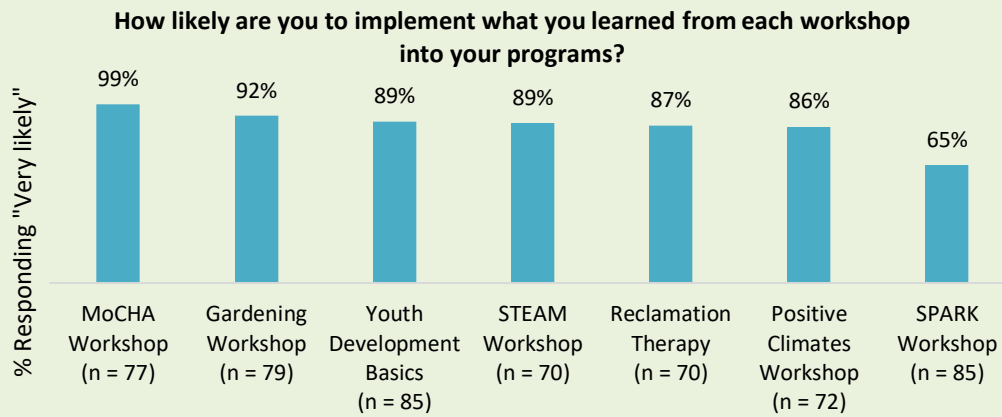 How likely are you to implement what you learned from each workshop
into your programs?
% Responding "Very likely"
99%
92%
89%
89%
87%
86%
65%
MoCHA
Workshop
(n = 77)
Gardening
Workshop
(n = 79)
Youth
Development
Basics
(n = 85)
STEAM
Workshop
(n = 70)
Reclamation
Therapy
(n = 70)
Positive
Climates
Workshop
(n = 72)
SPARK
Workshop
(n = 85)